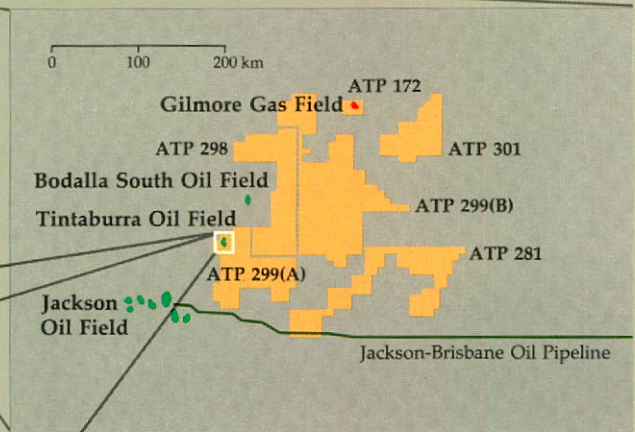 0 100 200 km
ATP 172
Gilmore Gas Field
ATP 298
ATP 301
Bodalla South Oil Field
ATP 299(B)
Tintaburra Oil Field
ATP 281
ATP 299(A)
Jackson
Oil Field
Jackson-Brisbane Oil Pipeline